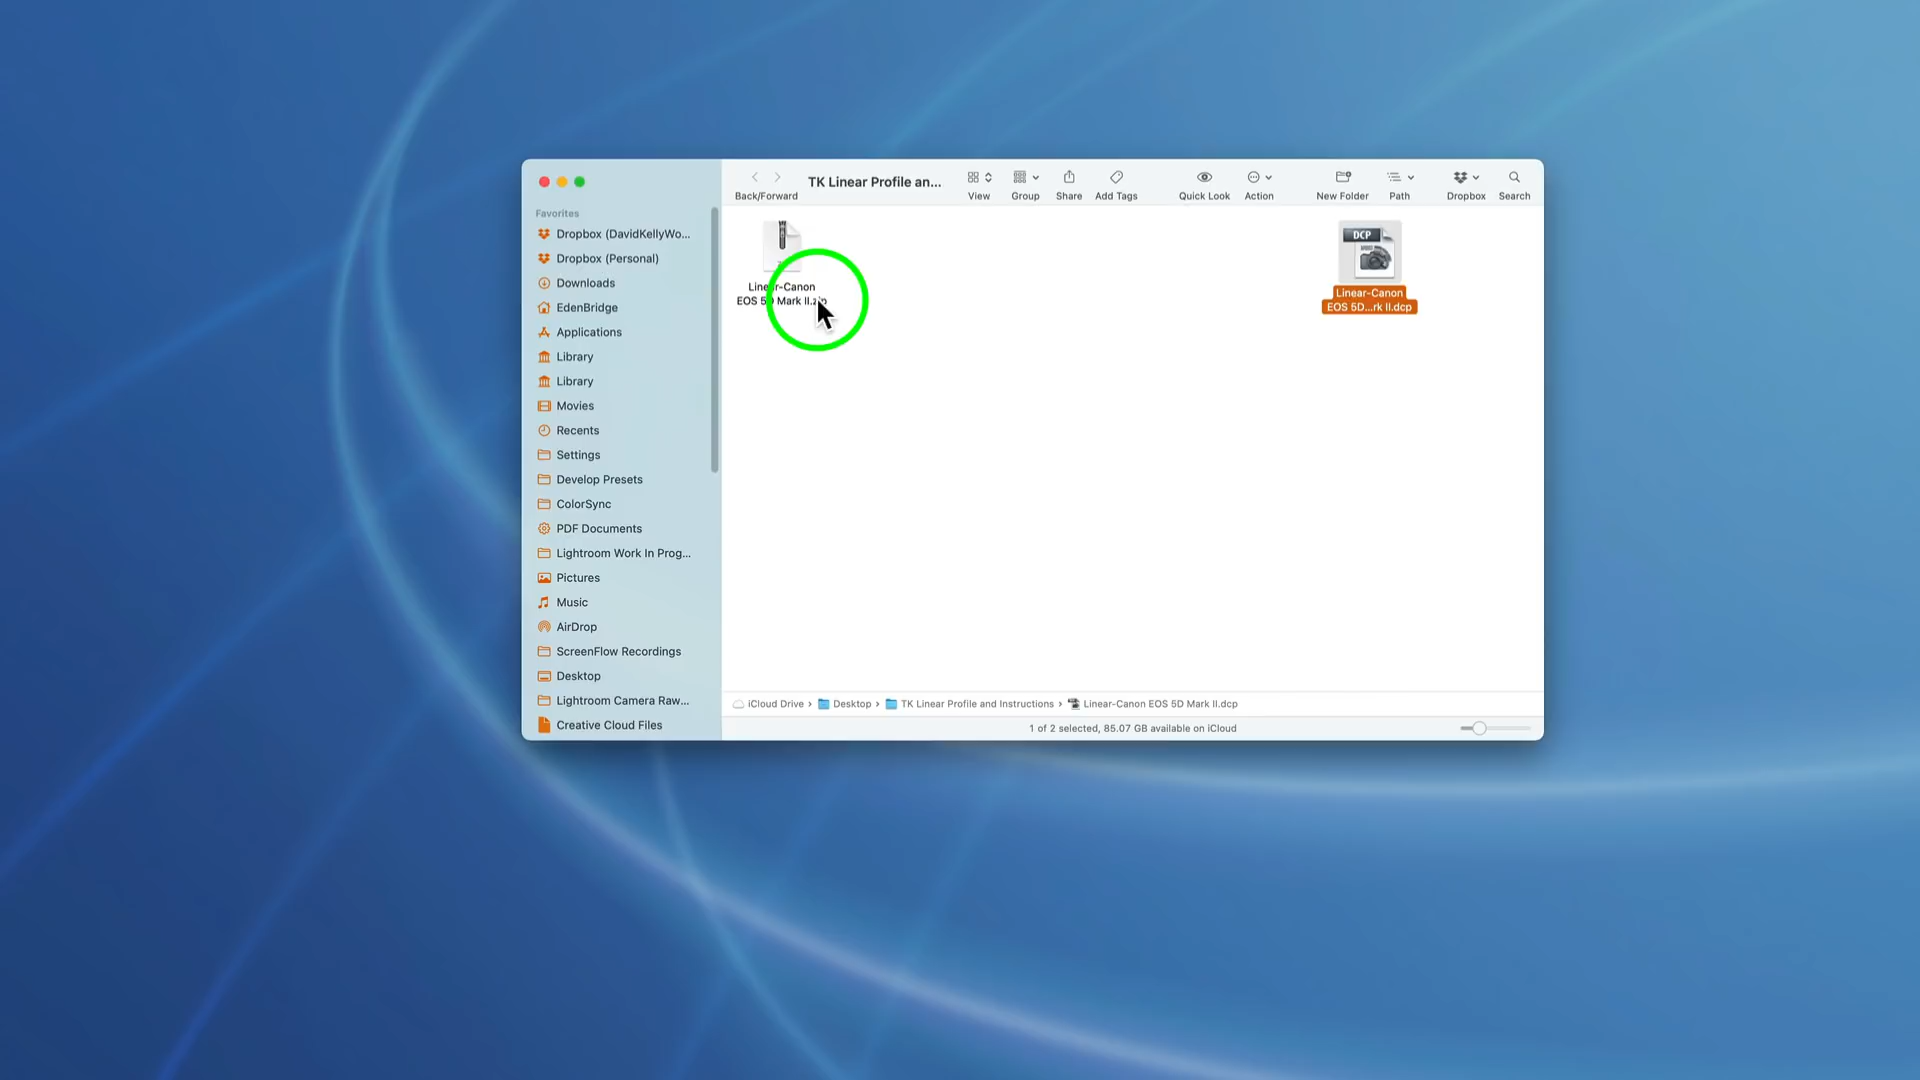 Back/Forward
TK Linear Profile an...
View
Group
Share
Add Tags
Quick Look
Action
New Folder
Path
Dropbox
Search
Favorites
Dropbox (DavidKellyWo...
Dropbox (Personal)
Downloads
EdenBridge
Applications
Library
Library
Movies
Recents
Settings
Develop Presets
ColorSync
PDF Documents
Lightroom Work In Prog...
Pictures
Music
AirDrop
ScreenFlow Recordings
Desktop
Lightroom Camera Raw...
Creative Cloud Files
Linear-Canon
EOS 5D Mark II.zip
DCP
Linear-Canon
EOS 5D...rk II.dcp
iCloud Drive › Desktop › TK Linear Profile and Instructions › Linear-Canon EOS 5D Mark II.dcp
1 of 2 selected, 85.07 GB available on iCloud